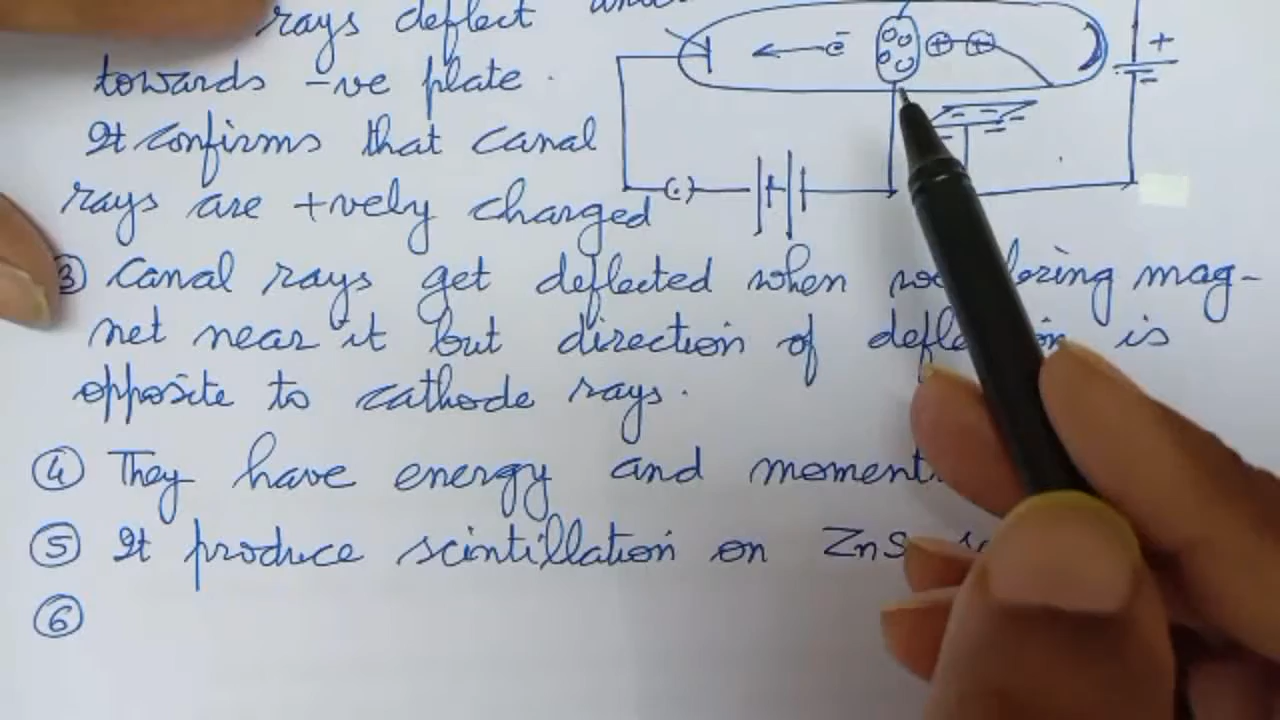 rays deflect
towards -ve plate.
It confirms that canal
rays are +vely charged
③ Canal rays get deflected when bring mag-
net near it but direction of is
opposite to cathode rays.
④ They have energy and
⑤ It produce scintillation on ZnS
⑥
ē
⊕ ⊕
+